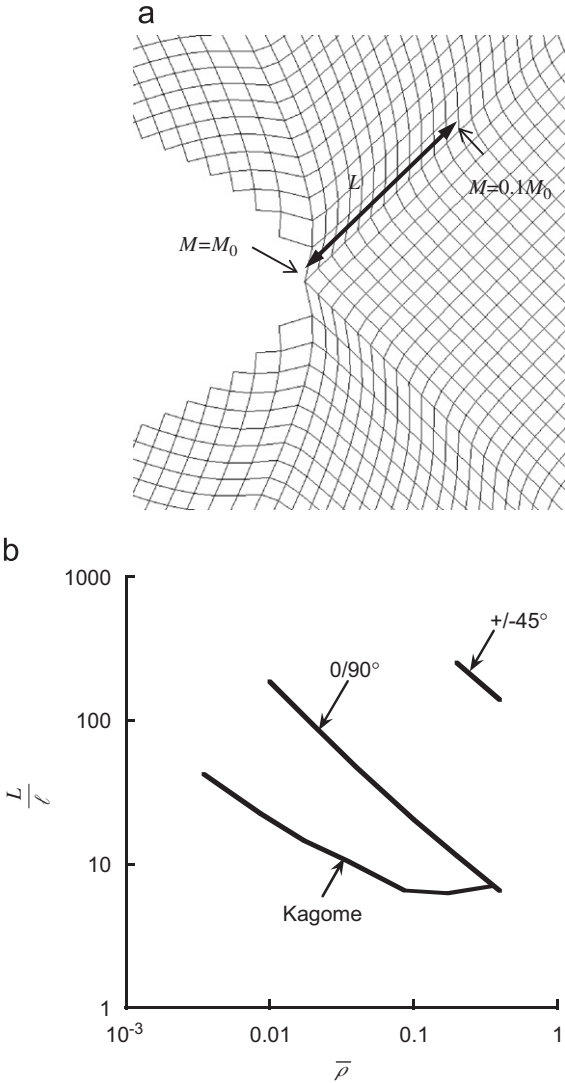 a
L
M=0.1M₀
M=M₀
b
1000
+/-45°
0/90°
100
L
ℓ
10
Kagome
1
10⁻³
0.01
0.1
1
ρ̅